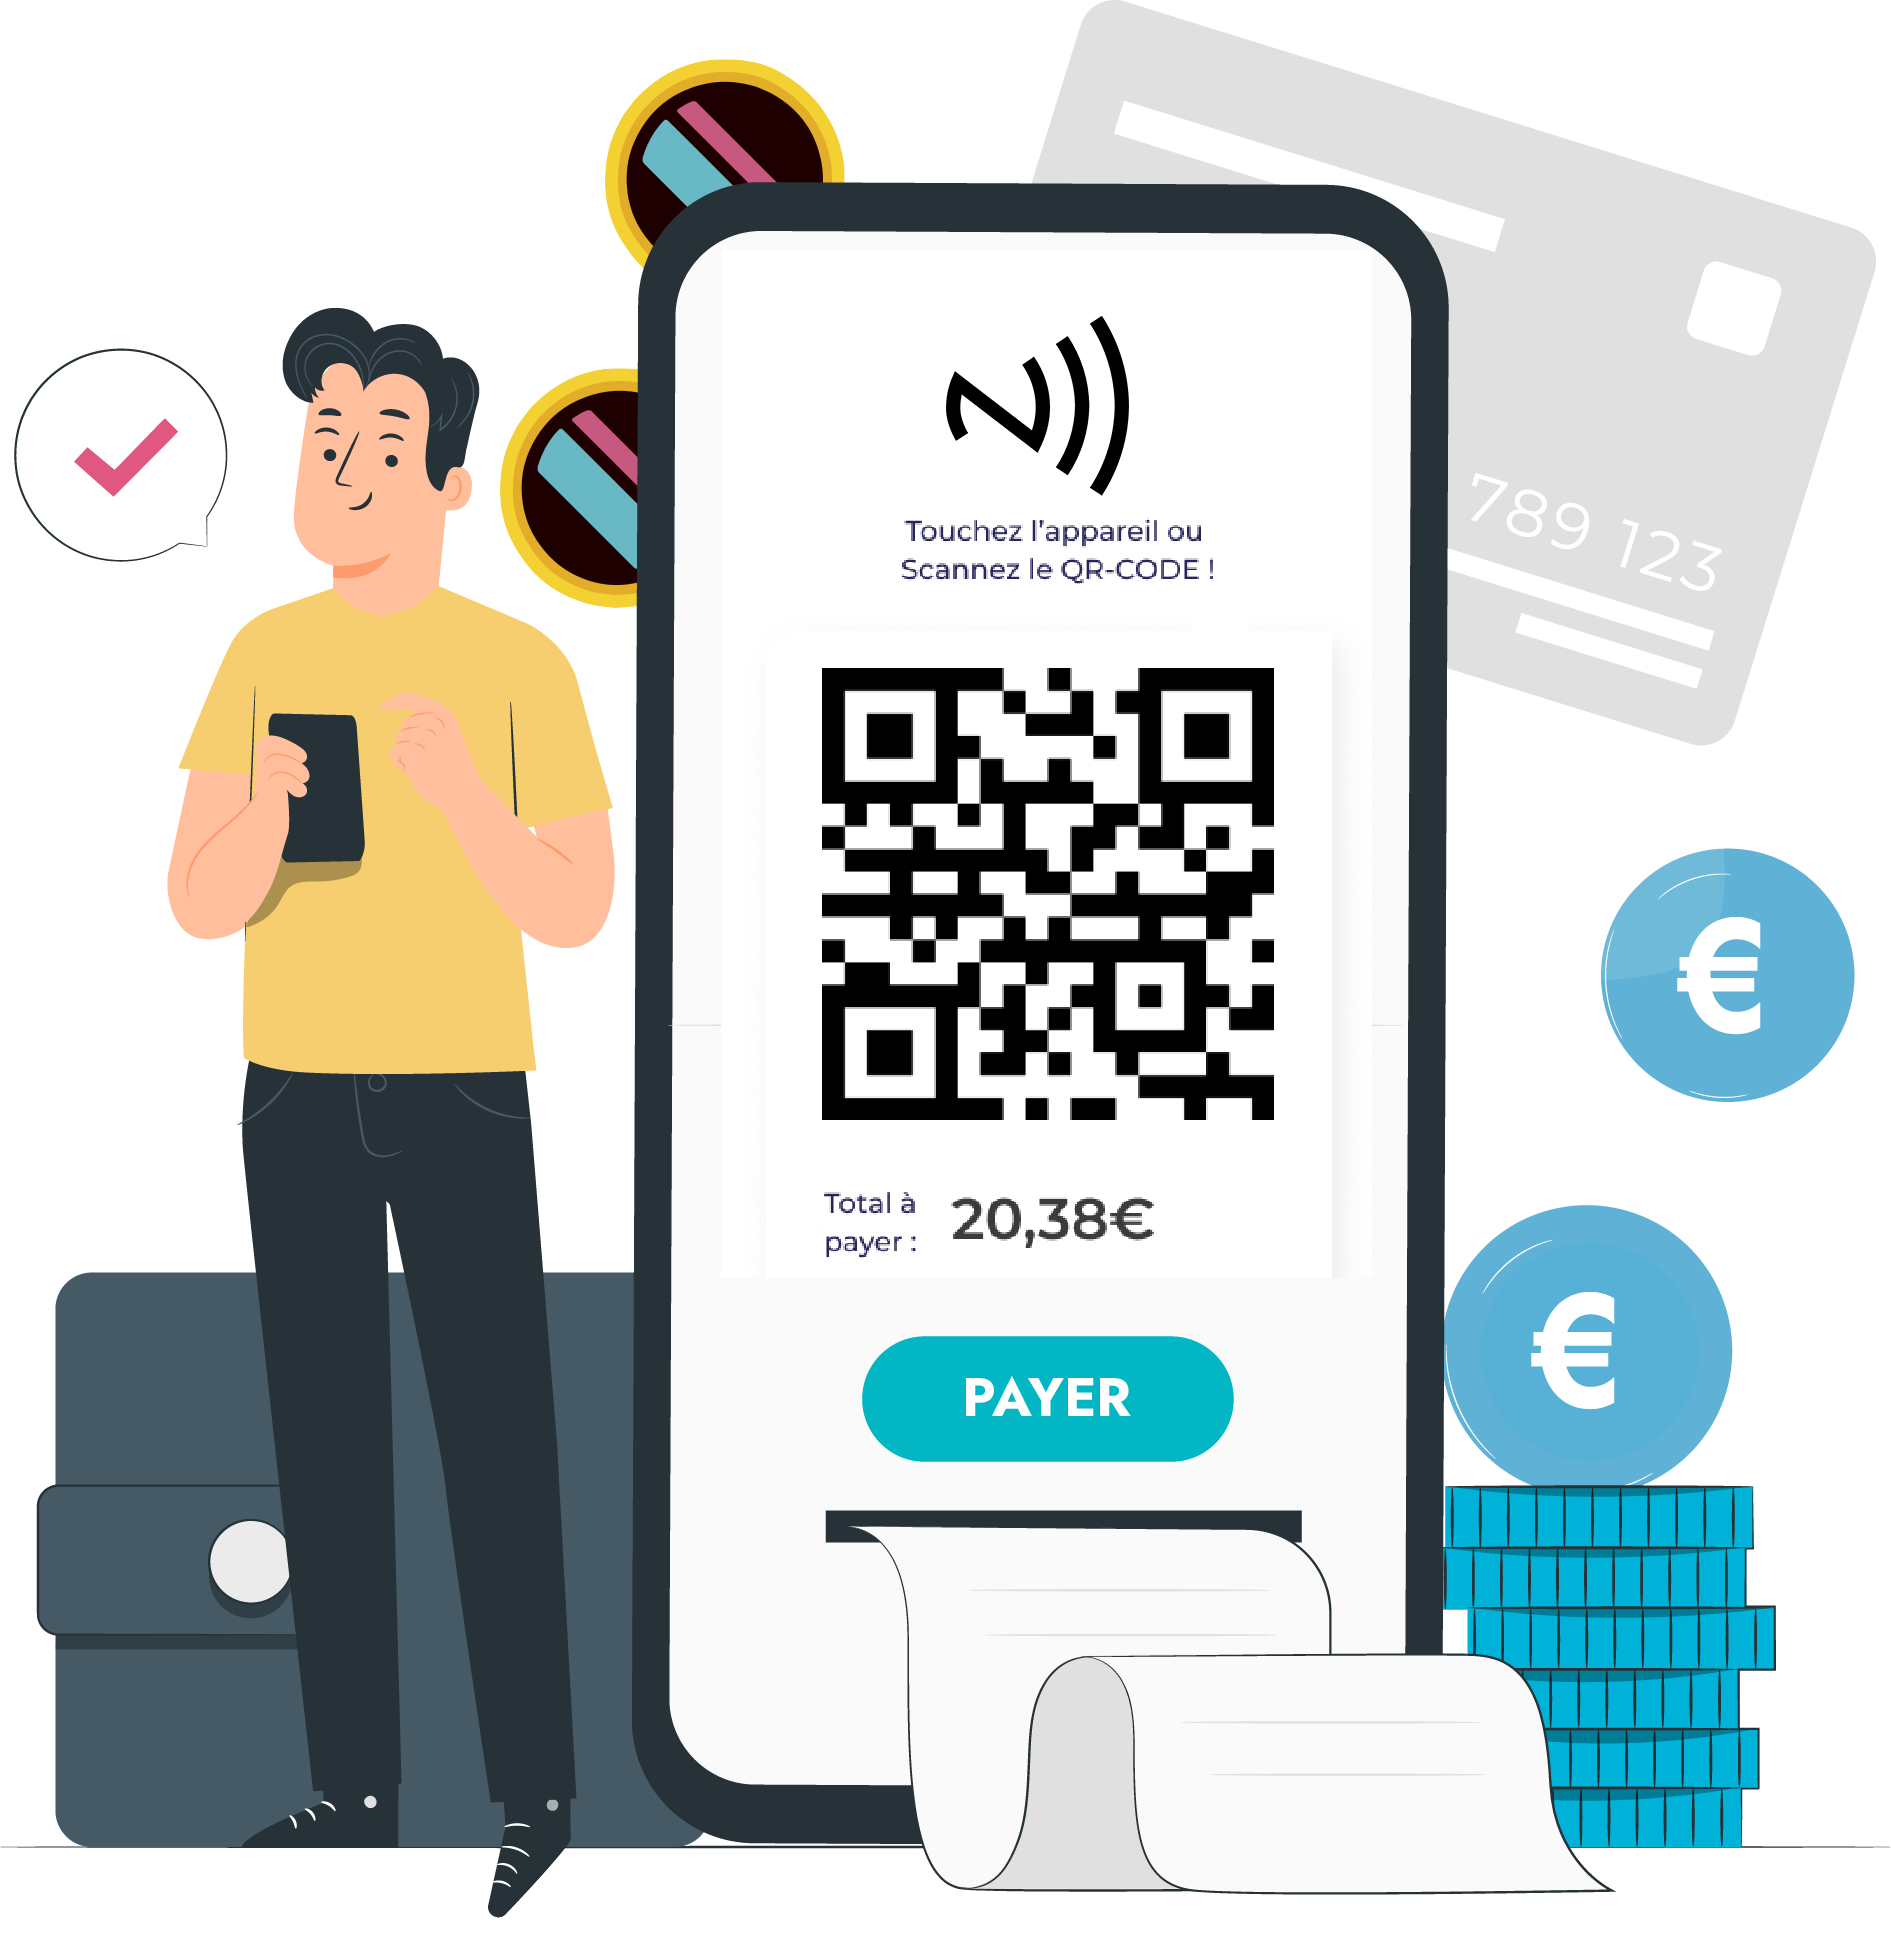 Touchez l'appareil ou
Scannez le QR-CODE !
789 123
€
Total à
payer :
20,38€
€
PAYER